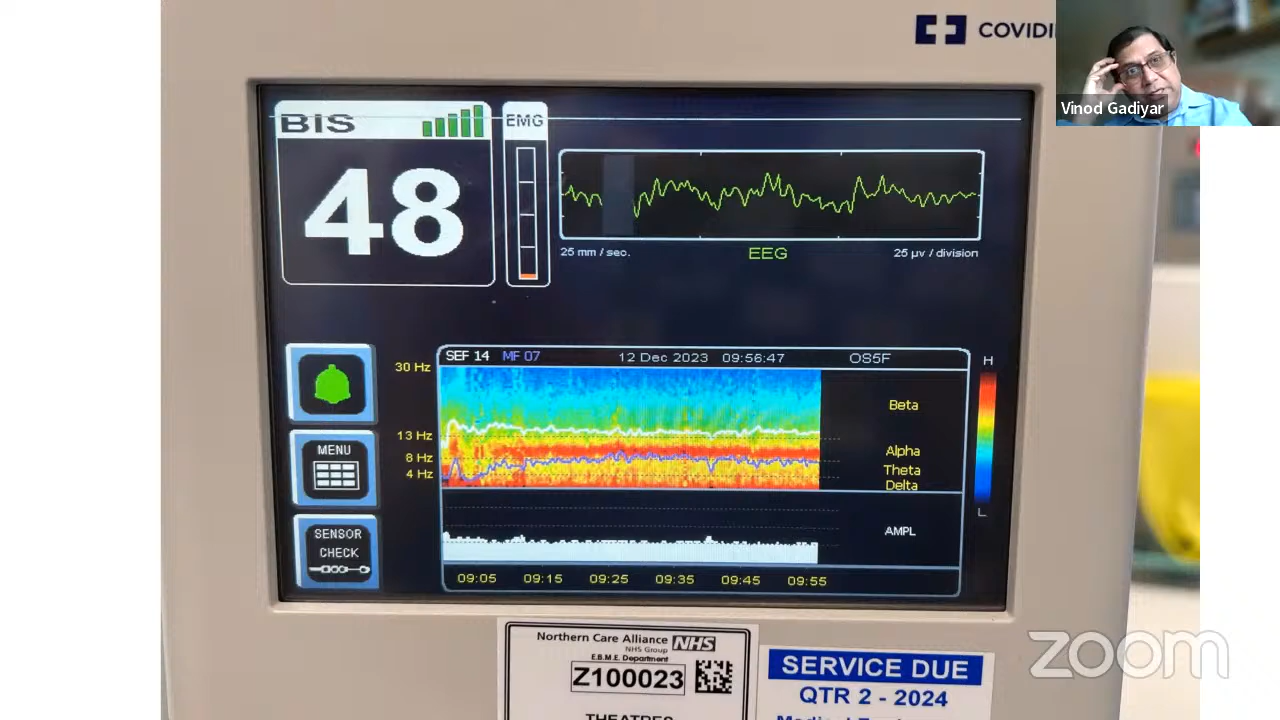 COVIDI
Vinod Gadiyar
BIS
EMG
48
25 mm / sec.
EEG
25 µv / division
SEF 14 MF 07 12 Dec 2023 09:56:47 OS5F
H
30 Hz
Beta
13 Hz
Alpha
8 Hz
Theta
4 Hz
Delta
L
MENU
AMPL
SENSOR
CHECK
09:05 09:15 09:25 09:35 09:45 09:55
Northern Care Alliance NHS
NHS Group
E.B.M.E. Department
Z100023
THEATRES
SERVICE DUE
QTR 2 - 2024
zoom